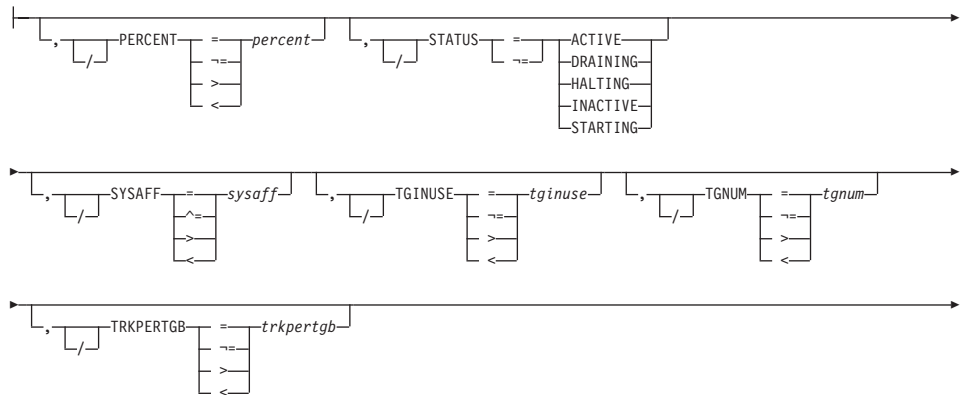 , / PERCENT = percent , / STATUS = ACTIVE
¬= ¬= DRAINING
> HALTING
< INACTIVE
STARTING
, / SYSAFF = sysaff , / TGINUSE = tginuse , / TGNUM = tgnum
^= ¬= ¬=
> > >
< < <
, / TRKPERTGB = trkpertgb
¬=
>
<